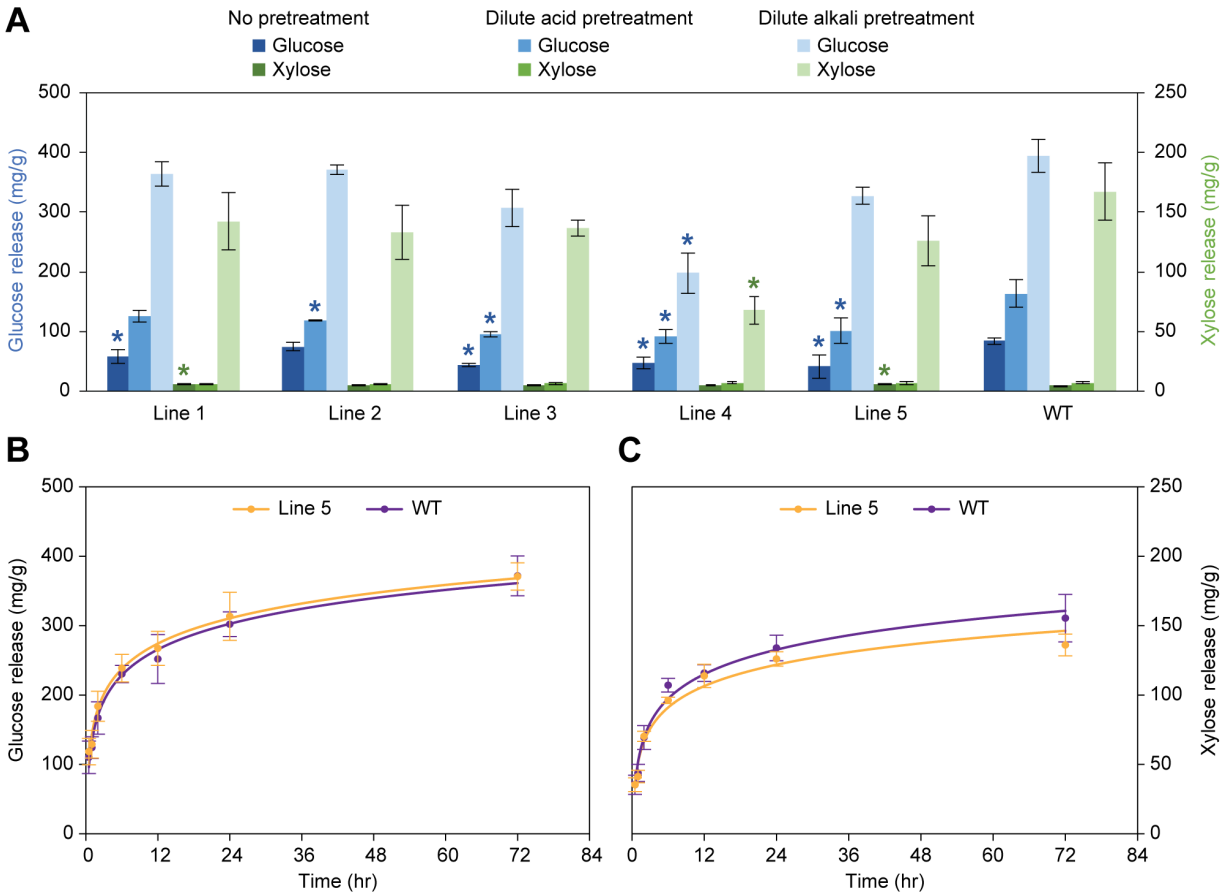 A
No pretreatment Dilute acid pretreatment Dilute alkali pretreatment
Glucose Glucose Glucose
Xylose Xylose Xylose
Glucose release (mg/g)
500
400
300
200
100
0
* * * * * * * * * * * *
Line 1 Line 2 Line 3 Line 4 Line 5 WT
250
200
150
100
50
0
Xylose release (mg/g)
B
Line 5 WT
Glucose release (mg/g)
500
400
300
200
100
0
0 12 24 36 48 60 72 84
Time (hr)
C
Line 5 WT
250
200
150
100
50
0
Xylose release (mg/g)
0 12 24 36 48 60 72 84
Time (hr)